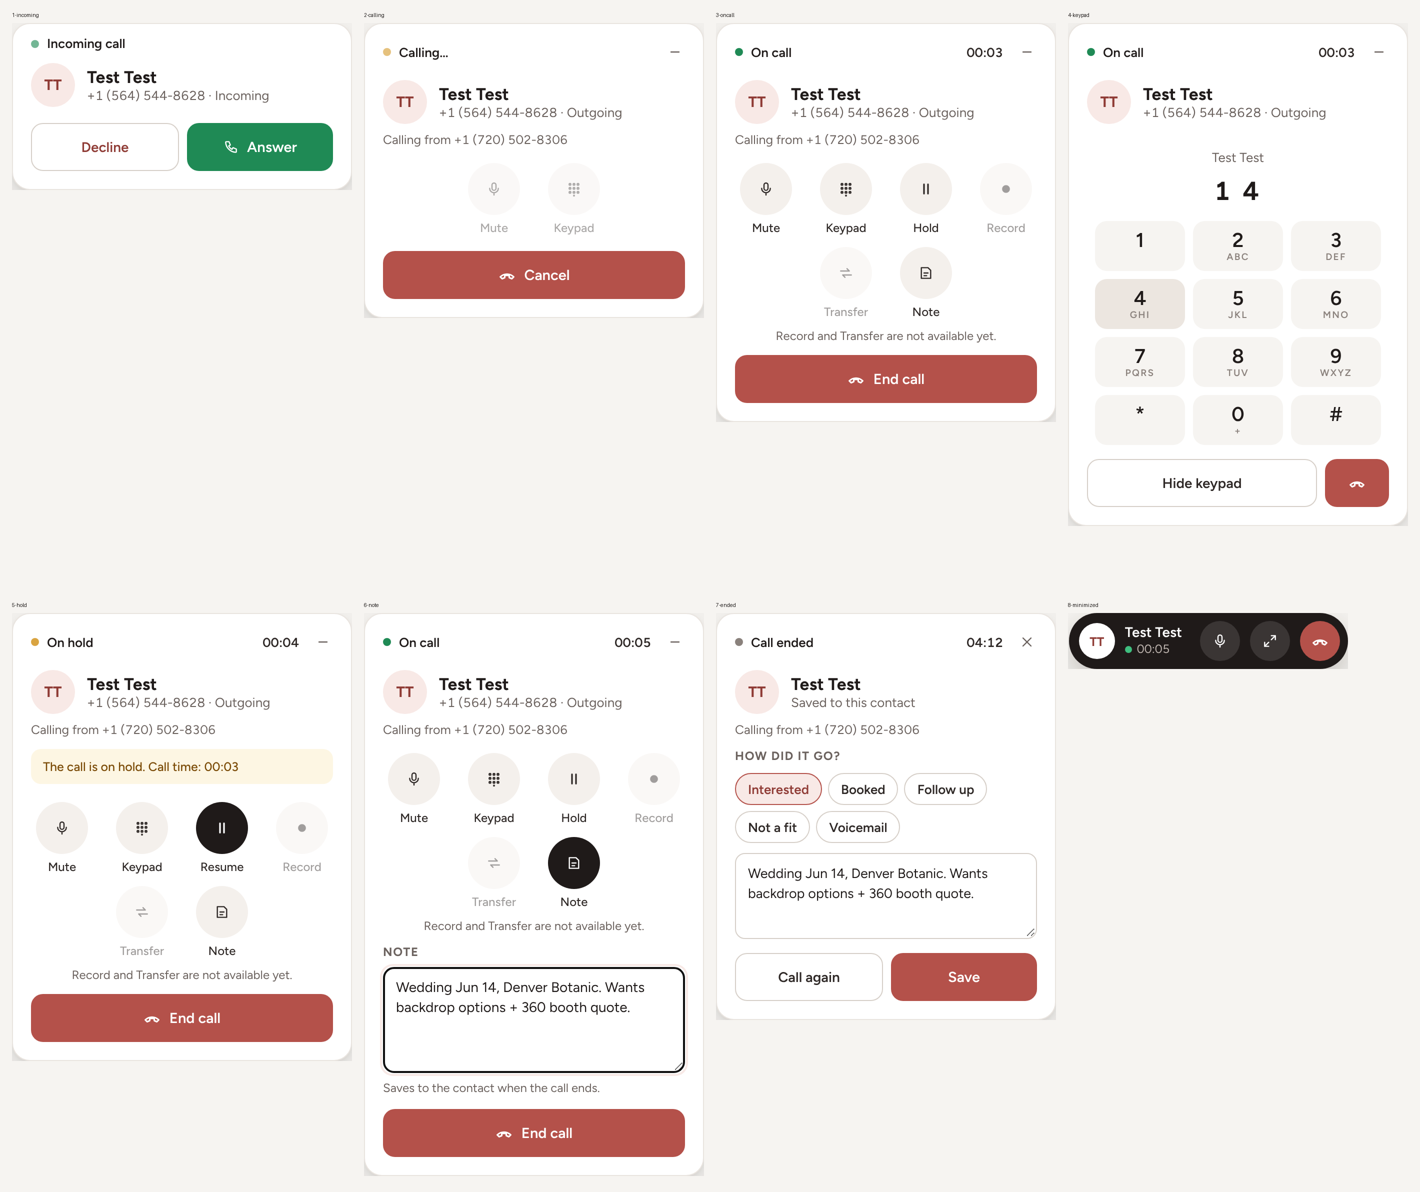 1-incoming
Incoming call
TT
Test Test
+1 (564) 544-8628 · Incoming
Decline
Answer
2-calling
Calling...
TT
Test Test
+1 (564) 544-8628 · Outgoing
Calling from +1 (720) 502-8306
Mute
Keypad
Cancel
3-oncall
On call
00:03
TT
Test Test
+1 (564) 544-8628 · Outgoing
Calling from +1 (720) 502-8306
Mute
Keypad
Hold
Record
Transfer
Note
Record and Transfer are not available yet.
End call
4-keypad
On call
00:03
TT
Test Test
+1 (564) 544-8628 · Outgoing
Test Test
1 4
1
2
ABC
3
DEF
4
GHI
5
JKL
6
MNO
7
PQRS
8
TUV
9
WXYZ
*
0
+
#
Hide keypad
5-hold
On hold
00:04
TT
Test Test
+1 (564) 544-8628 · Outgoing
Calling from +1 (720) 502-8306
The call is on hold. Call time: 00:03
Mute
Keypad
Resume
Record
Transfer
Note
Record and Transfer are not available yet.
End call
6-note
On call
00:05
TT
Test Test
+1 (564) 544-8628 · Outgoing
Calling from +1 (720) 502-8306
Mute
Keypad
Hold
Record
Transfer
Note
Record and Transfer are not available yet.
NOTE
Wedding Jun 14, Denver Botanic. Wants
backdrop options + 360 booth quote.
Saves to the contact when the call ends.
End call
7-ended
Call ended
04:12
TT
Test Test
Saved to this contact
Calling from +1 (720) 502-8306
HOW DID IT GO?
Interested
Booked
Follow up
Not a fit
Voicemail
Wedding Jun 14, Denver Botanic. Wants
backdrop options + 360 booth quote.
Call again
Save
8-minimized
TT
Test Test
00:05